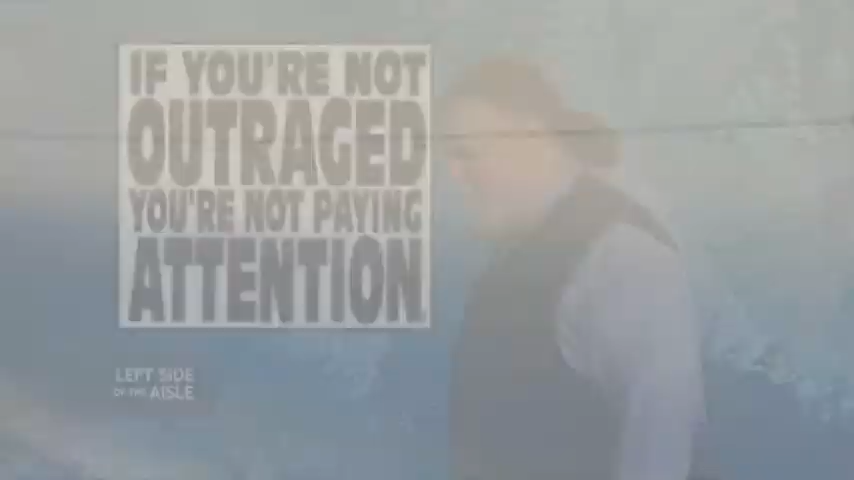 IF YOU'RE NOT
OUTRAGED
YOU'RE NOT PAYING
ATTENTION.
LEFT SIDE
OF THE AISLE